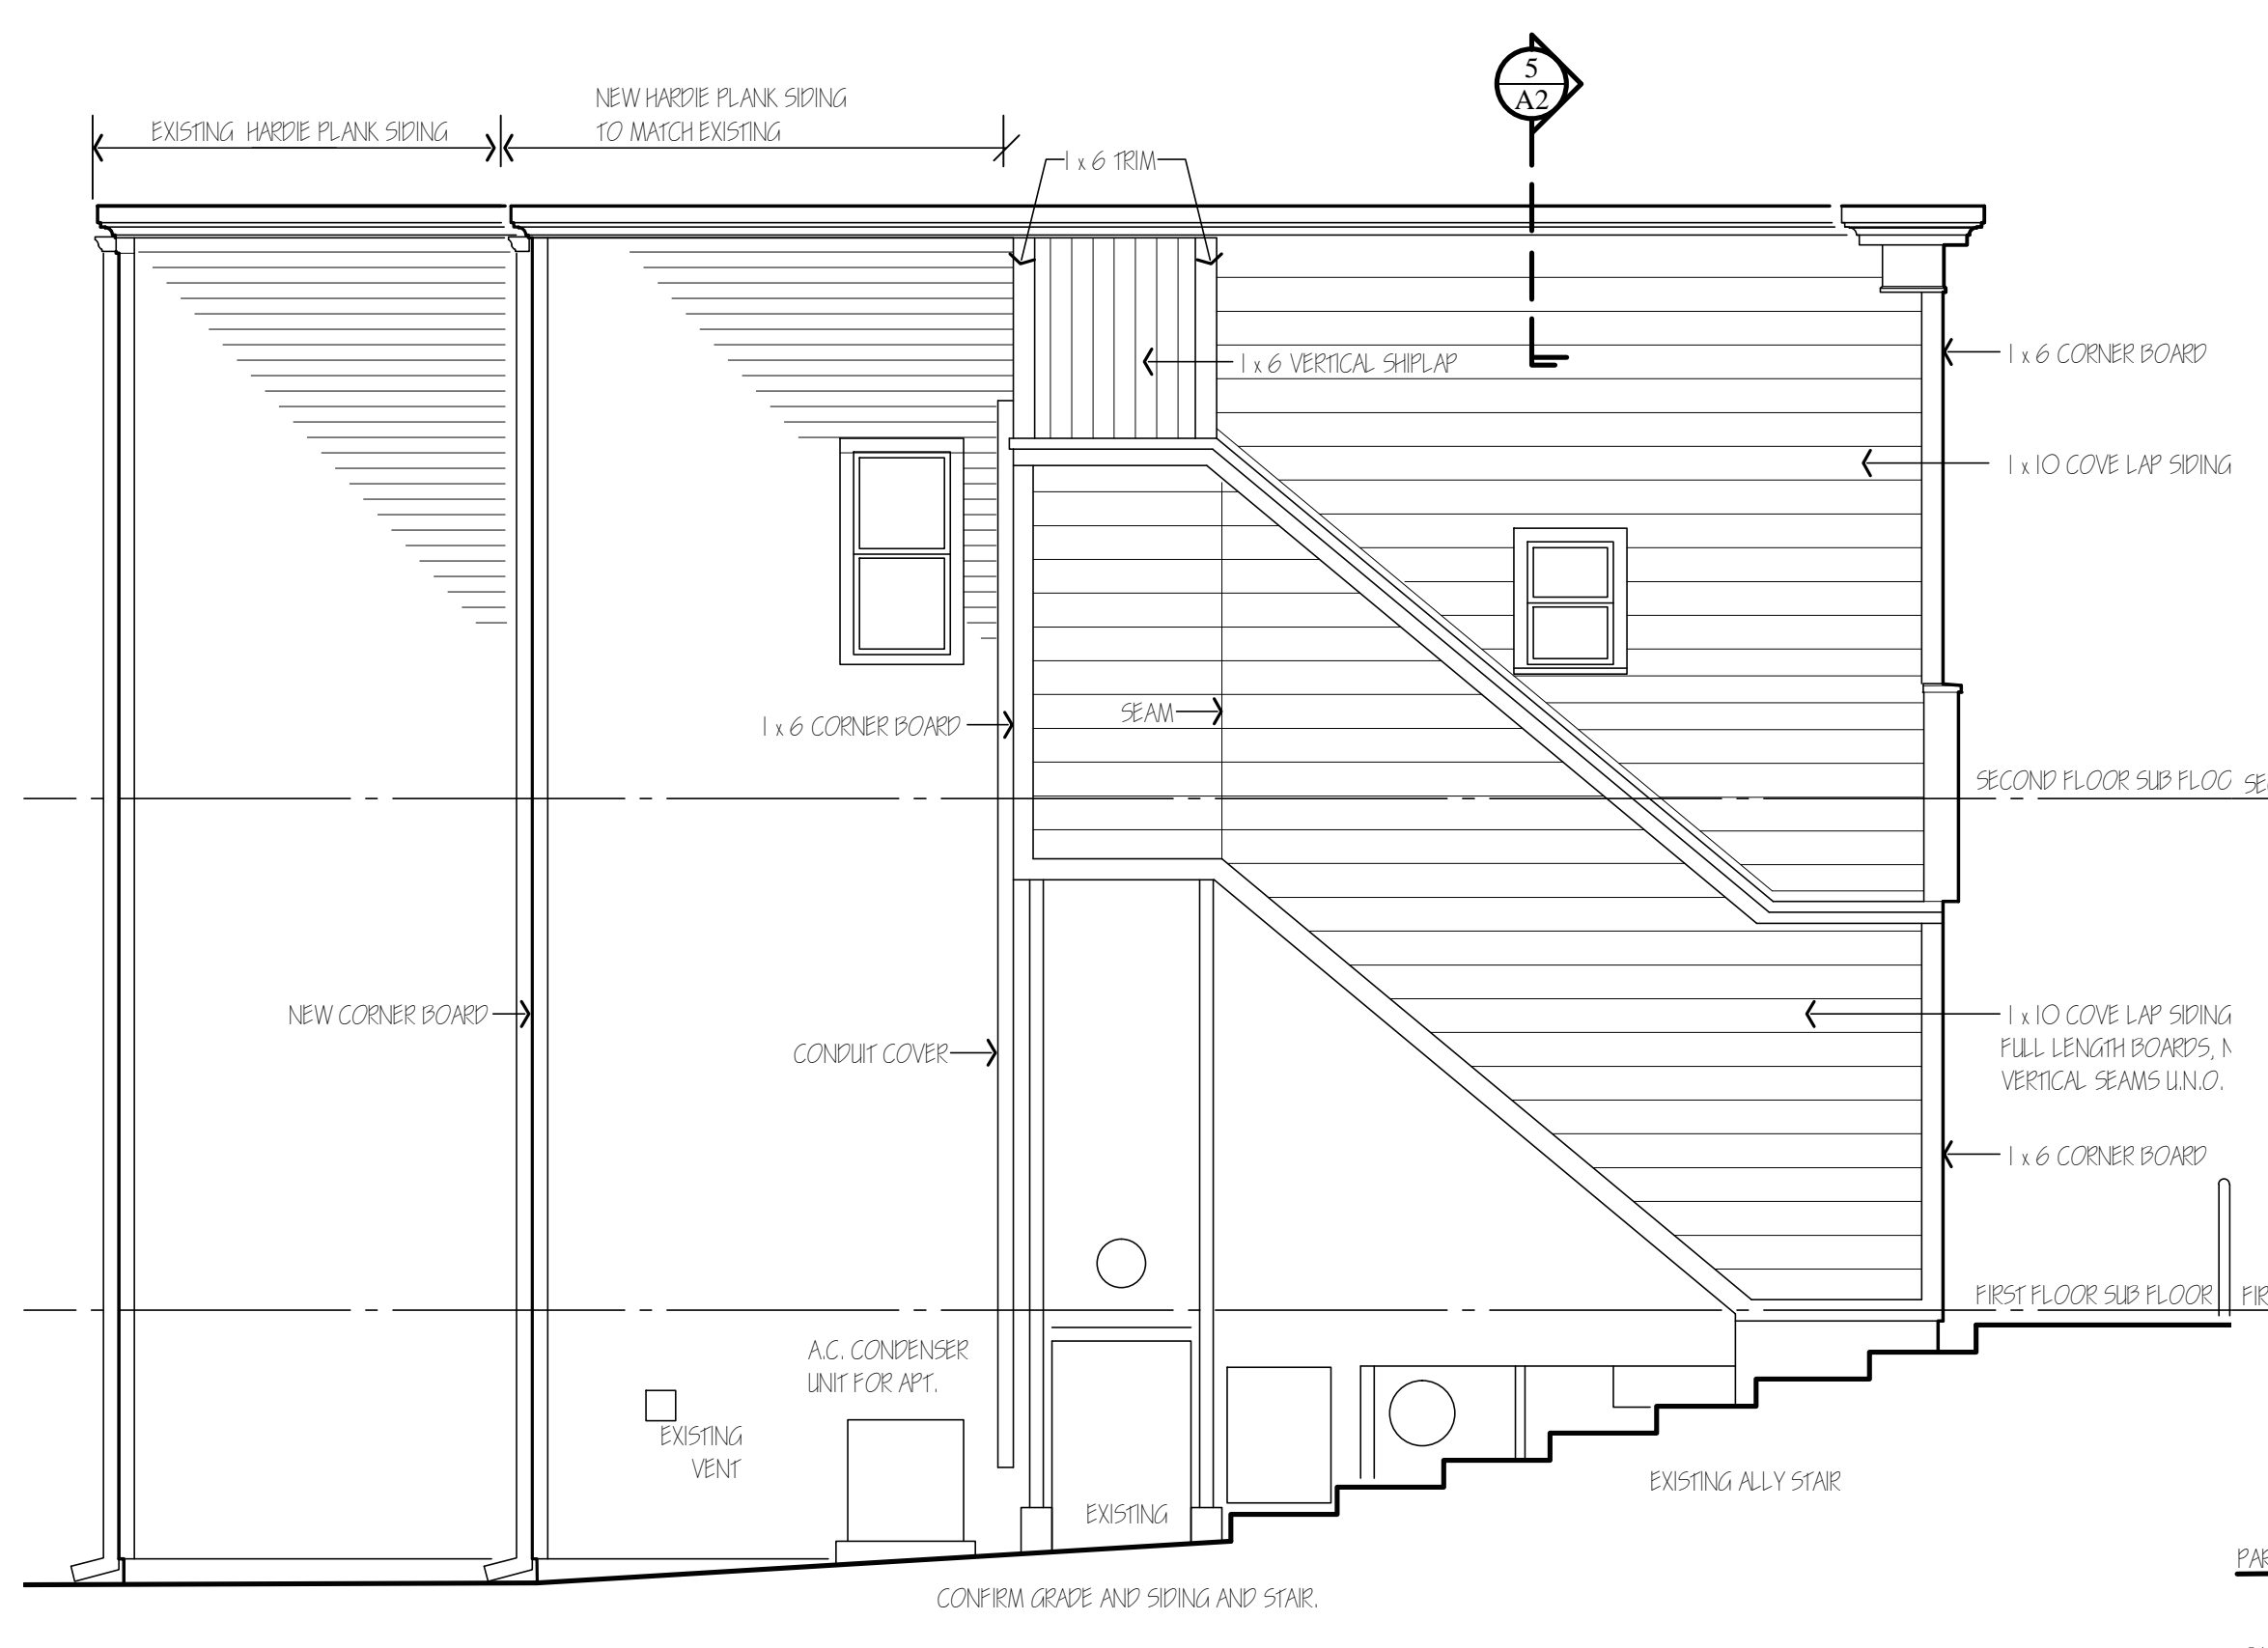 5
A2
NEW HARDIE PLANK SIDING
TO MATCH EXISTING
EXISTING HARDIE PLANK SIDING
1 x 6 TRIM
1 x 6 VERTICAL SHIPLAP
1 x 6 CORNER BOARD
1 x 10 COVE LAP SIDING
SEAM
1 x 6 CORNER BOARD
SECOND FLOOR SUB FLOO
NEW CORNER BOARD
CONDUIT COVER
1 x 10 COVE LAP SIDING
FULL LENGTH BOARDS,
VERTICAL SEAMS U.N.O.
1 x 6 CORNER BOARD
FIRST FLOOR SUB FLOOR
A.C. CONDENSER
UNIT FOR APT.
EXISTING
VENT
EXISTING
EXISTING ALLY STAIR
CONFIRM GRADE AND SIDING AND STAIR.